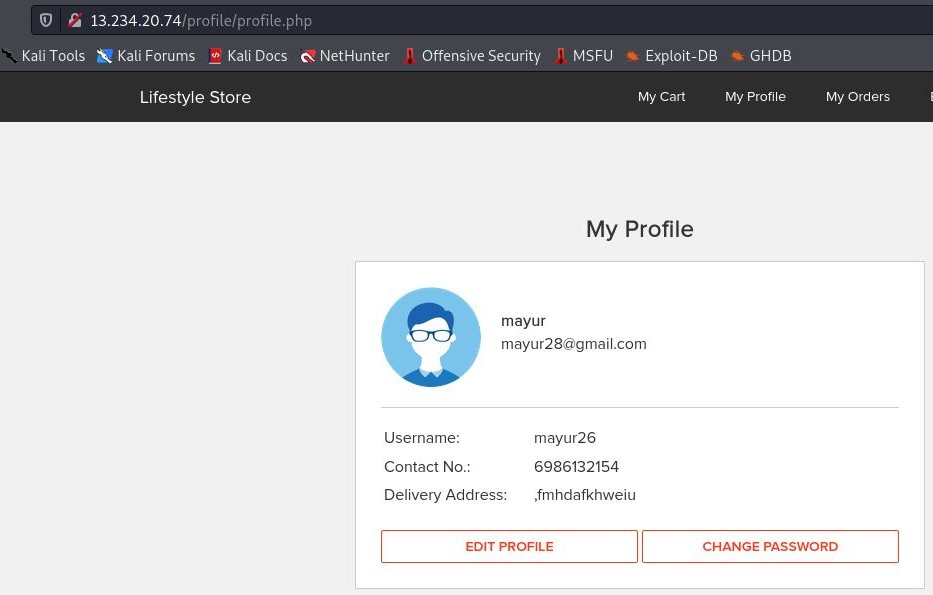 13.234.20.74/profile/profile.php
Kali Tools Kali Forums Kali Docs NetHunter Offensive Security MSFU Exploit-DB GHDB
Lifestyle Store My Cart My Profile My Orders
My Profile
mayur
mayur28@gmail.com
Username: mayur26
Contact No.: 6986132154
Delivery Address: ,fmhdafkhweiu
EDIT PROFILE CHANGE PASSWORD